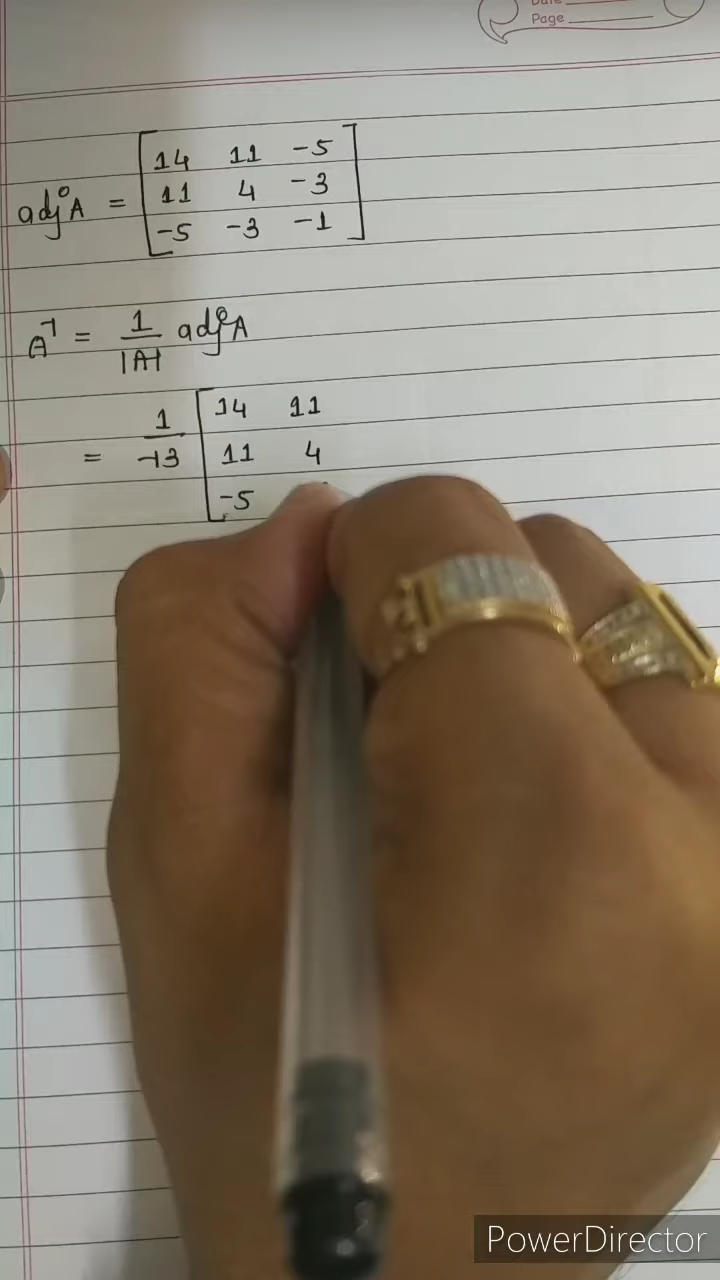 Page
adj A = [14 11 -5
11 4 -3
-5 -3 -1]
A⁻¹ = 1/|A| adj A
= 1/-13 [14 11
11 4
-5
PowerDirector